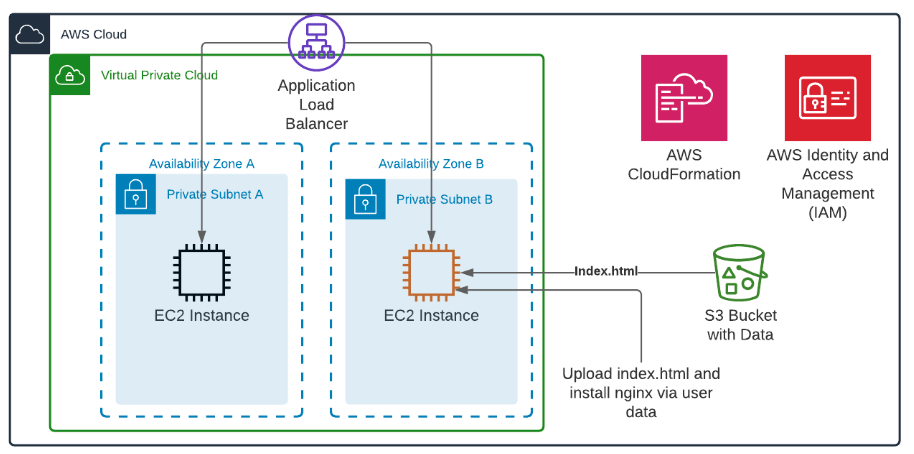 AWS Cloud
Virtual Private Cloud
Application
Load
Balancer
Availability Zone A
Private Subnet A
EC2 Instance
Availability Zone B
Private Subnet B
EC2 Instance
AWS
CloudFormation
AWS Identity and
Access
Management
(IAM)
Index.html
S3 Bucket
with Data
Upload index.html and
install nginx via user
data